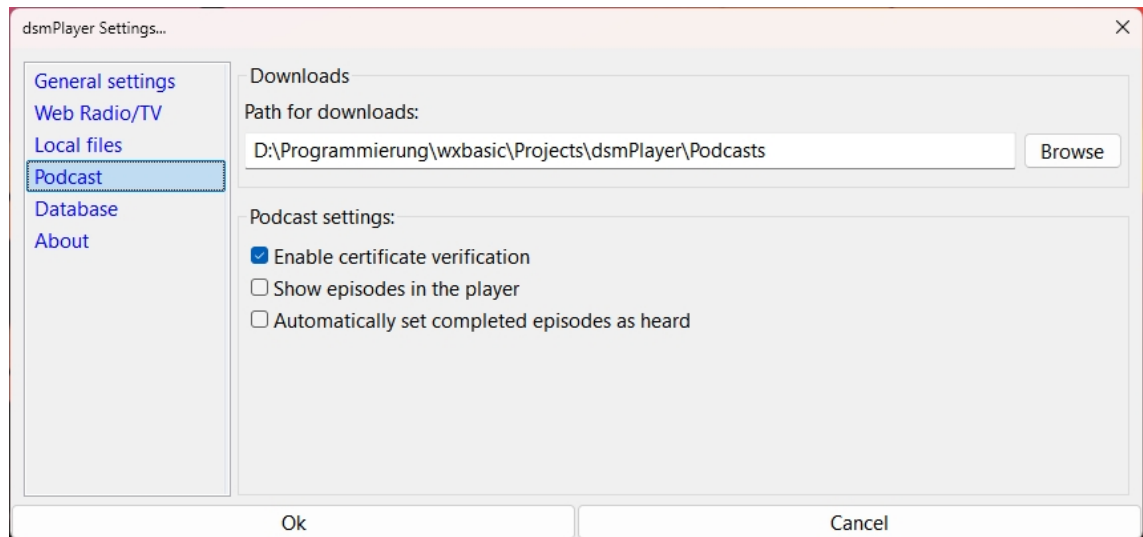 dsmPlayer Settings...
General settings
Web Radio/TV
Local files
Podcast
Database
About
Downloads
Path for downloads:
D:\Programmierung\wxbasic\Projects\dsmPlayer\Podcasts
Browse
Podcast settings:
Enable certificate verification
Show episodes in the player
Automatically set completed episodes as heard
Ok
Cancel